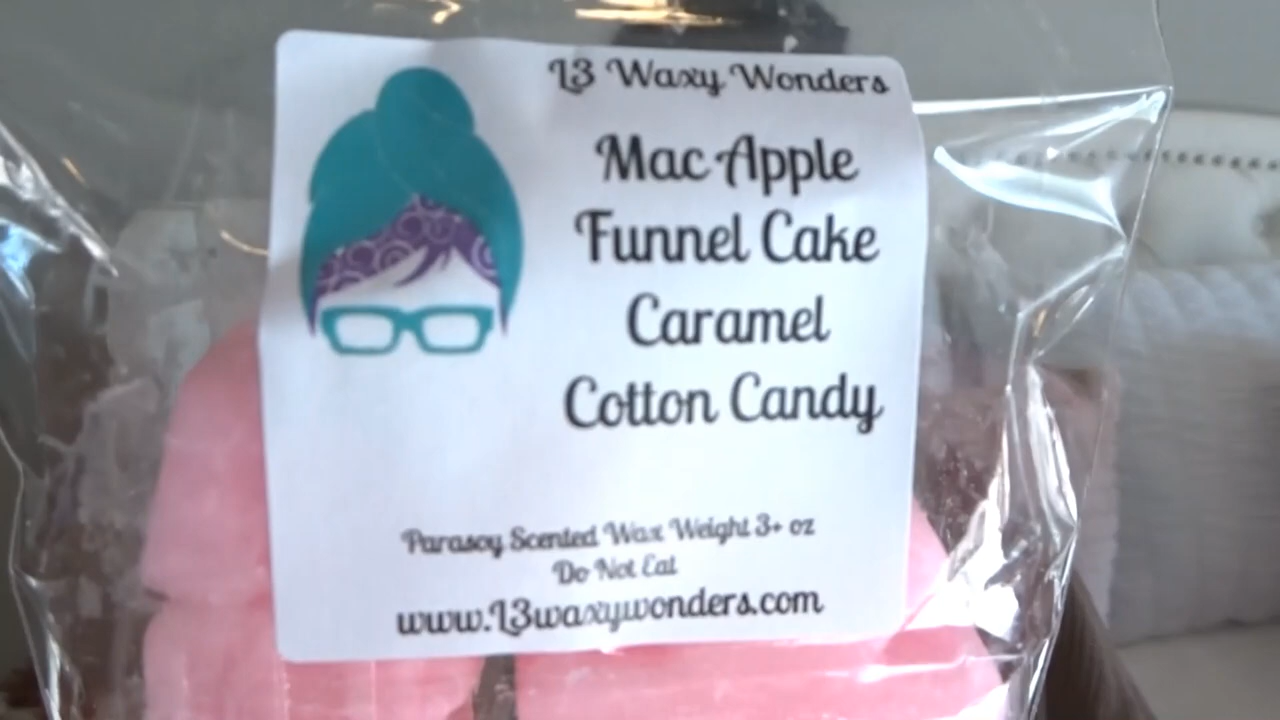 L3 Waxy Wonders
Mac Apple
Funnel Cake
Caramel
Cotton Candy
Parasoy Scented Wax Weight 3+ oz
Do Not Eat
www.L3waxywonders.com